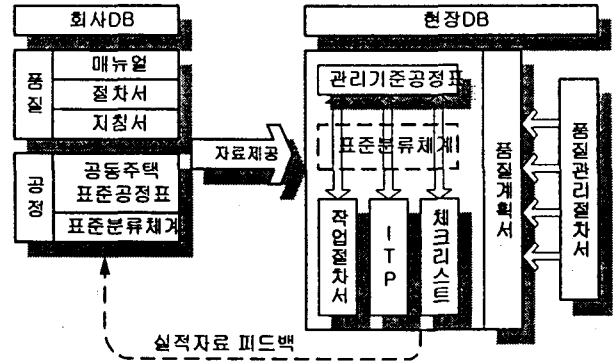 회사DB
품질
매뉴얼
절차서
지침서
공정
공동주택
표준공정표
표준분류체계
자료제공
현장DB
관리기준공정표
표준분류체계
작업절차서
ITP
체크리스트
품질계획서
품질관리절차서
실적자료 피드백